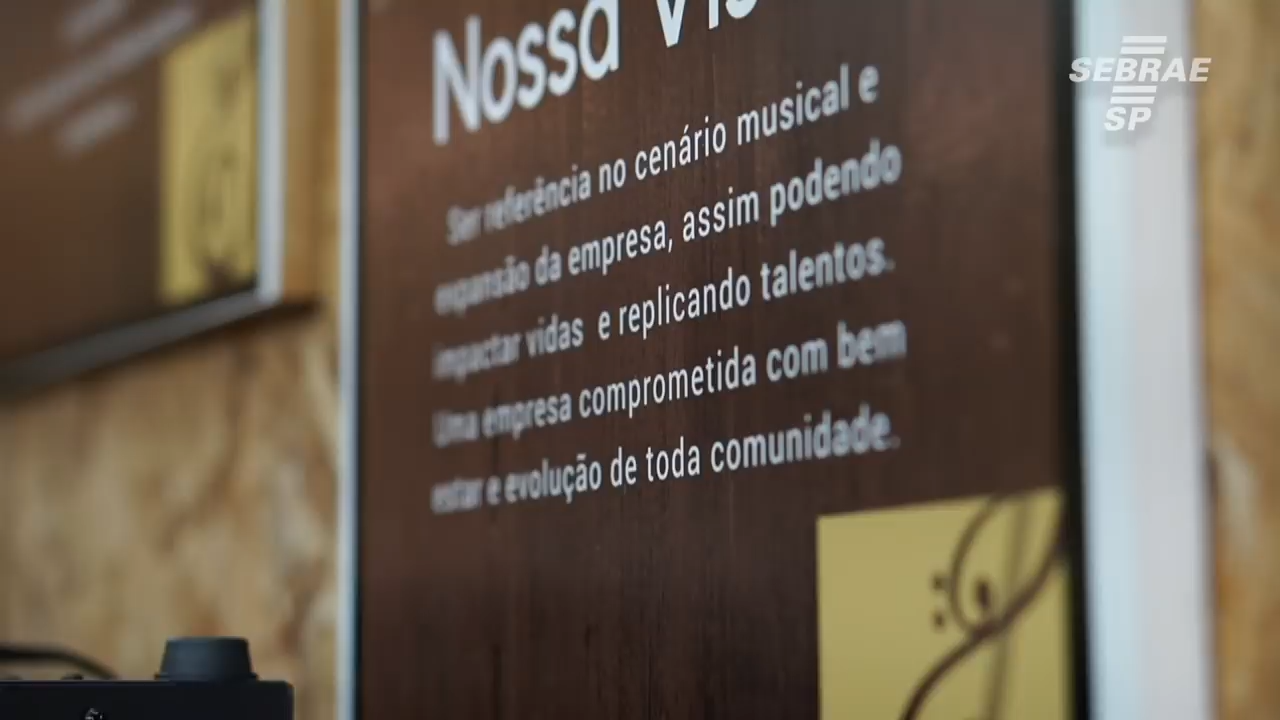 Nossa Vis
Ser referência no cenário musical e
expansão da empresa, assim podendo
impactar vidas e replicando talentos.
Uma empresa comprometida com bem
estar e evolução de toda comunidade.
SEBRAE
SP